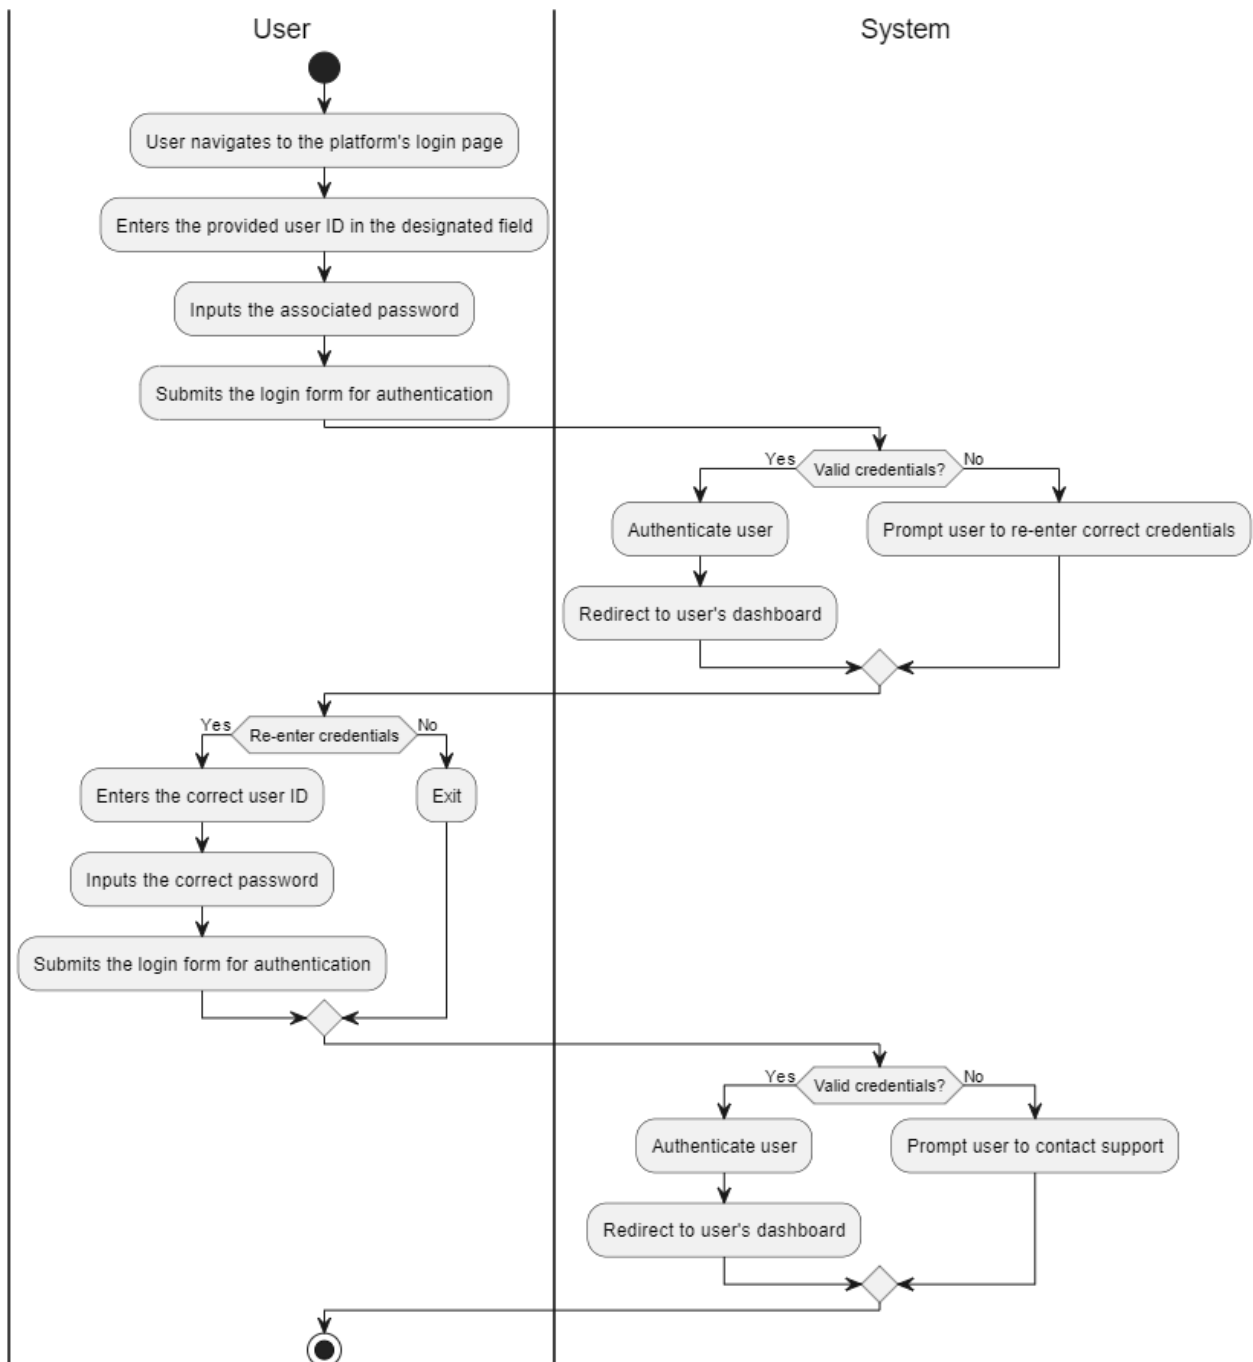 User
System
User navigates to the platform's login page
Enters the provided user ID in the designated field
Inputs the associated password
Submits the login form for authentication
Yes
Valid credentials?
No
Authenticate user
Prompt user to re-enter correct credentials
Redirect to user's dashboard
Yes
Re-enter credentials
No
Enters the correct user ID
Exit
Inputs the correct password
Submits the login form for authentication
Yes
Valid credentials?
No
Authenticate user
Prompt user to contact support
Redirect to user's dashboard